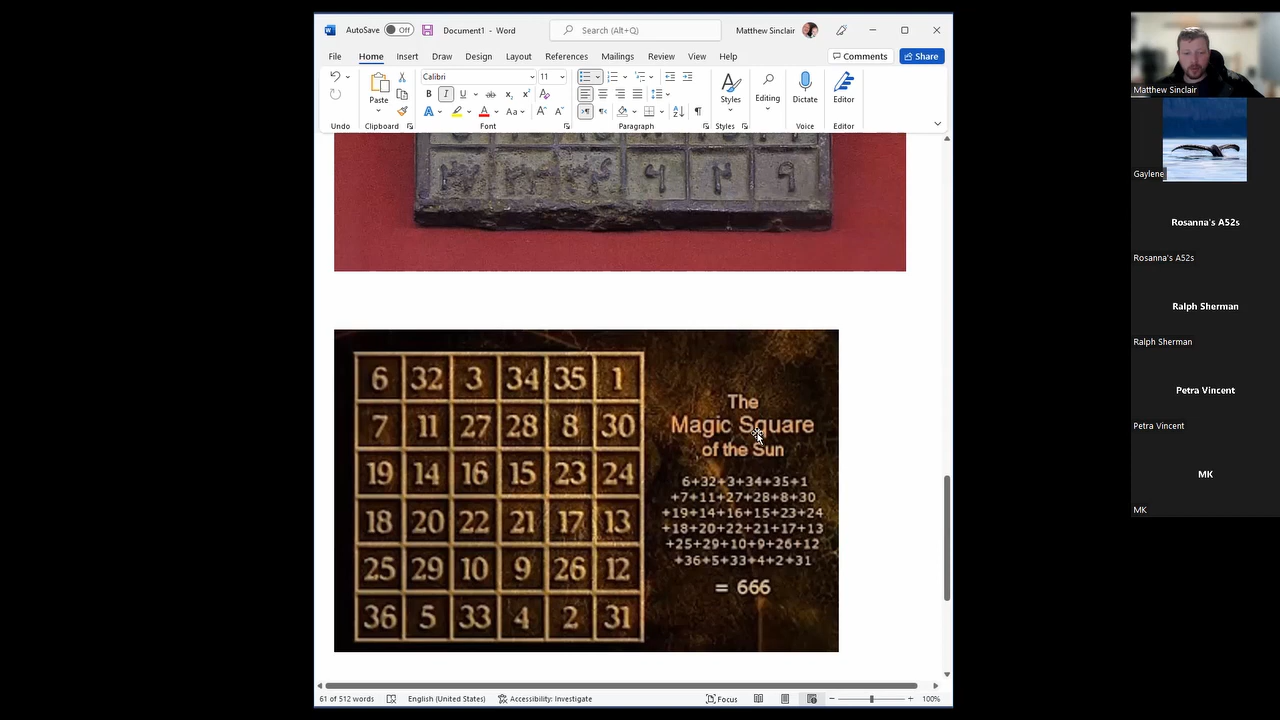 AutoSave Off Document1 - Word Search (Alt+Q) Matthew Sinclair
File Home Insert Draw Design Layout References Mailings Review View Help Comments Share
Calibri 11
Paste Styles Editing Dictate Editor
Undo Clipboard Font Paragraph Styles Voice Editor
6 32 3 34 35 1
7 11 27 28 8 30
19 14 16 15 23 24
18 20 22 21 17 13
25 29 10 9 26 12
36 5 33 4 2 31
The
Magic Square
of the Sun
6+32+3+34+35+1
+7+11+27+28+8+30
+19+14+16+15+23+24
+18+20+22+21+17+13
+25+29+10+9+26+12
+36+5+33+4+2+31
= 666
61 of 512 words English (United States) Accessibility: Investigate Focus 100%
Matthew Sinclair
Gaylene
Rosanna's A52s
Rosanna's A52s
Ralph Sherman
Ralph Sherman
Petra Vincent
Petra Vincent
MK
MK